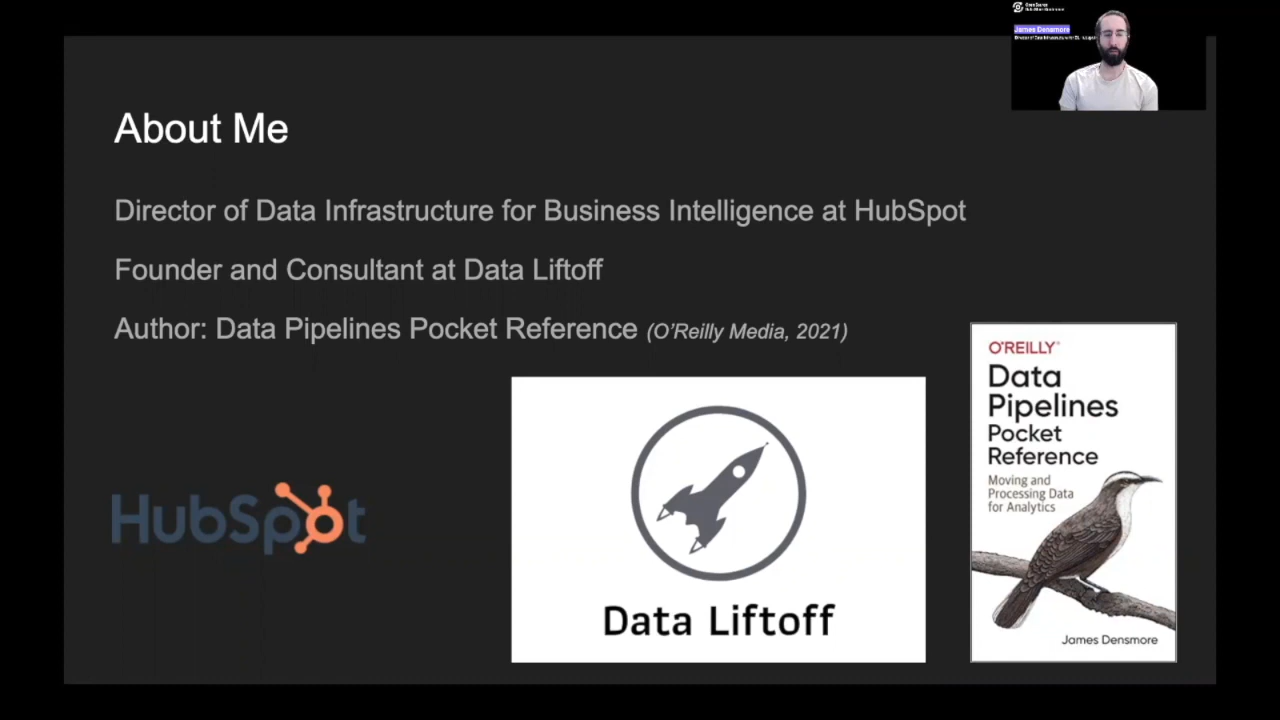 James Densmore
About Me
Director of Data Infrastructure for Business Intelligence at HubSpot
Founder and Consultant at Data Liftoff
Author: Data Pipelines Pocket Reference (O'Reilly Media, 2021)
O'REILLY®
Data
Pipelines
Pocket
Reference
Moving and
Processing Data
for Analytics
James Densmore
HubSpot
Data Liftoff